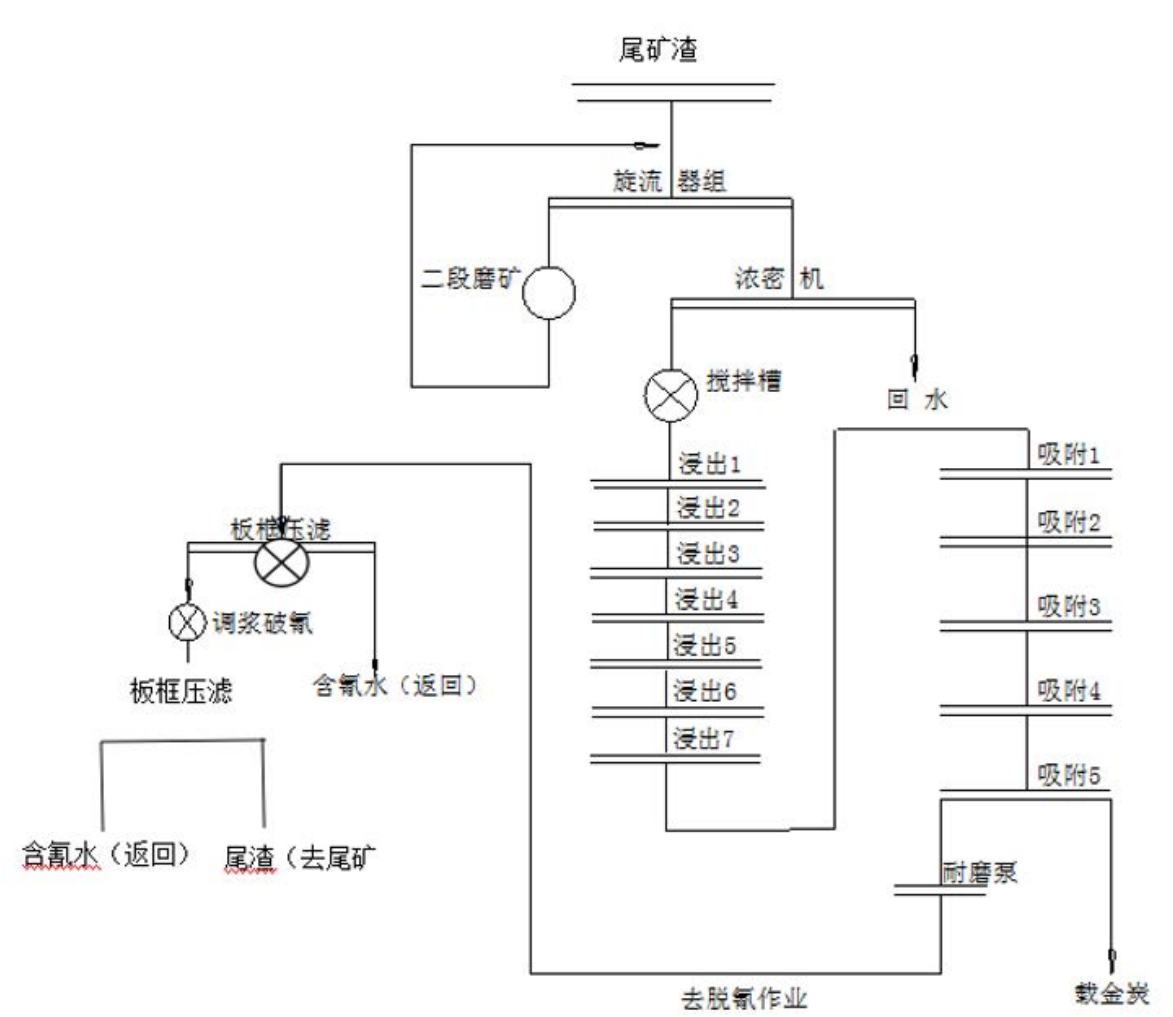 尾矿渣
旋流 器组
二段磨矿
浓密 机
搅拌槽
回 水
浸出1
吸附1
浸出2
吸附2
板框压滤
浸出3
浸出4
吸附3
调浆破氰
浸出5
板框压滤
含氰水（返回）
浸出6
吸附4
浸出7
吸附5
含氰水（返回）
尾渣（去尾矿
耐磨泵
去脱氰作业
载金炭